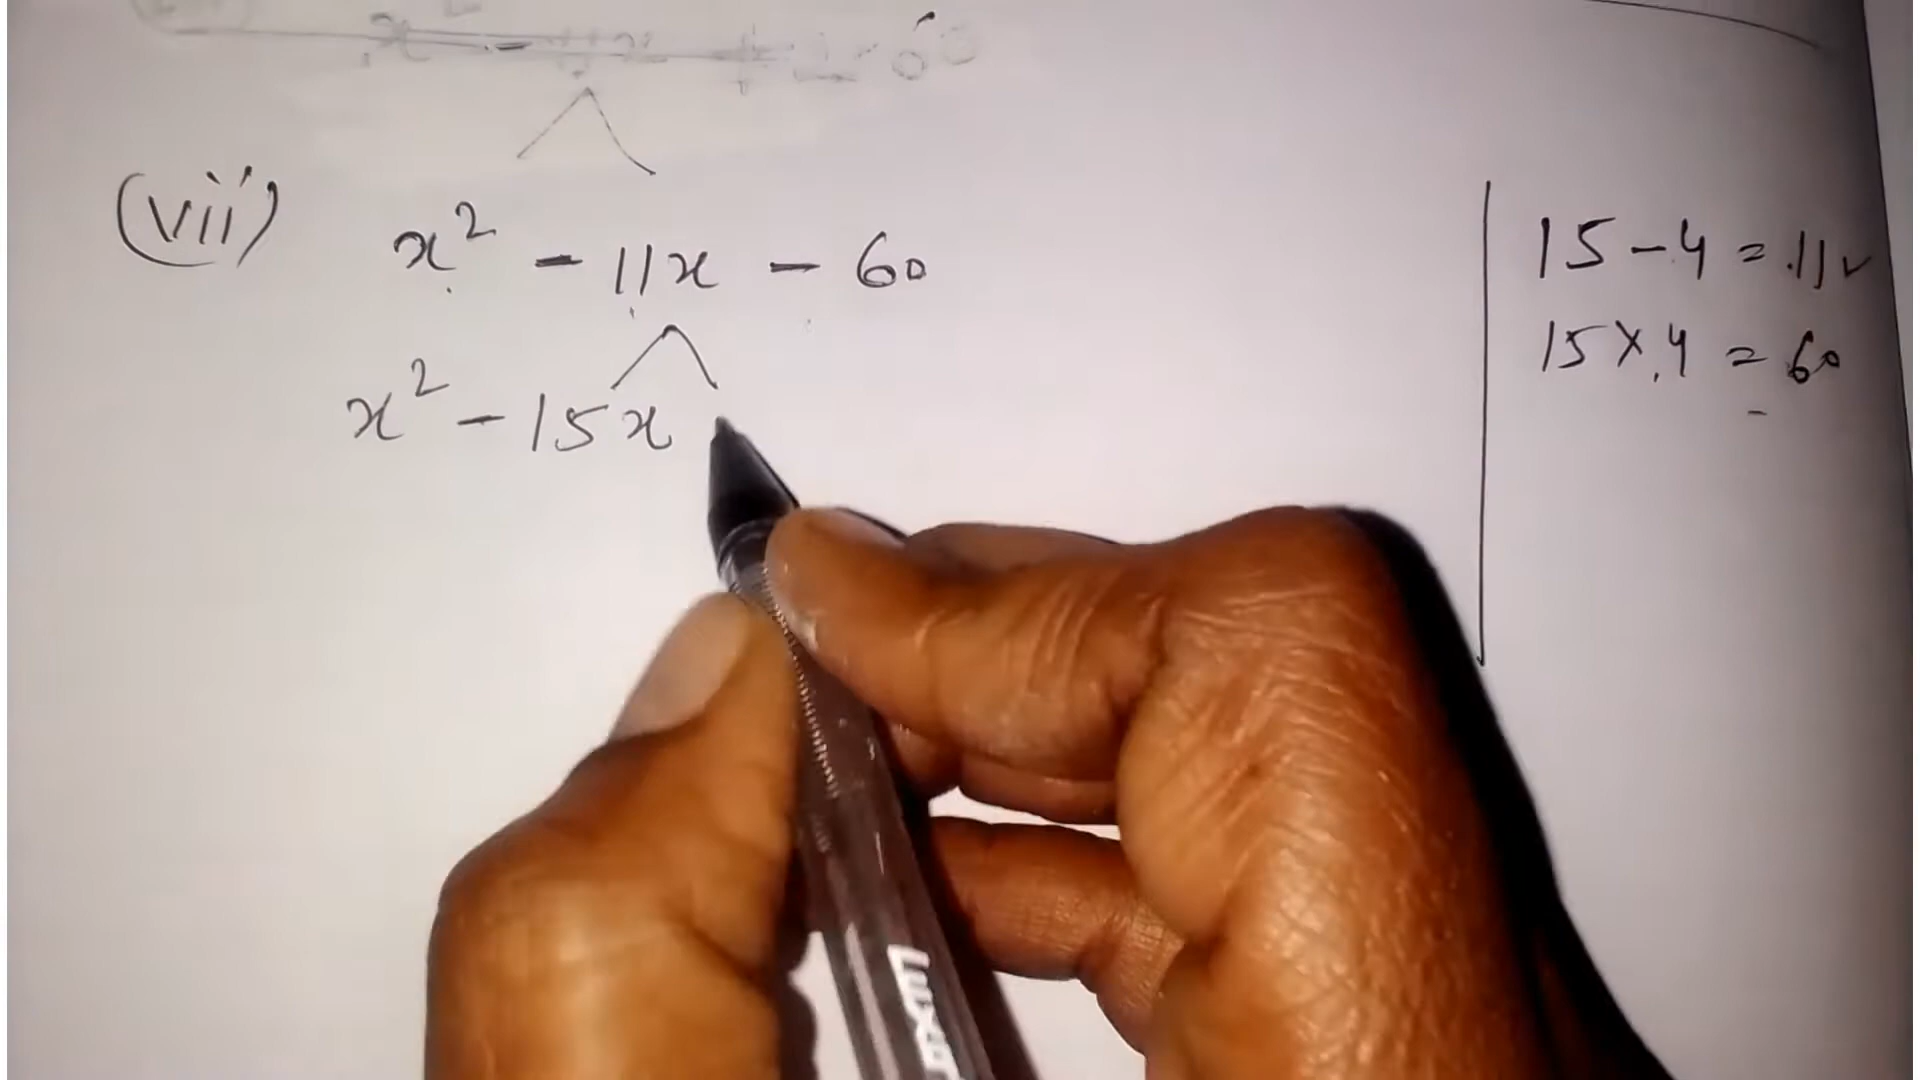 (vii) x² - 11x - 60
x² - 15x
15 - 4 = 11 ✓
15 × 4 = 60